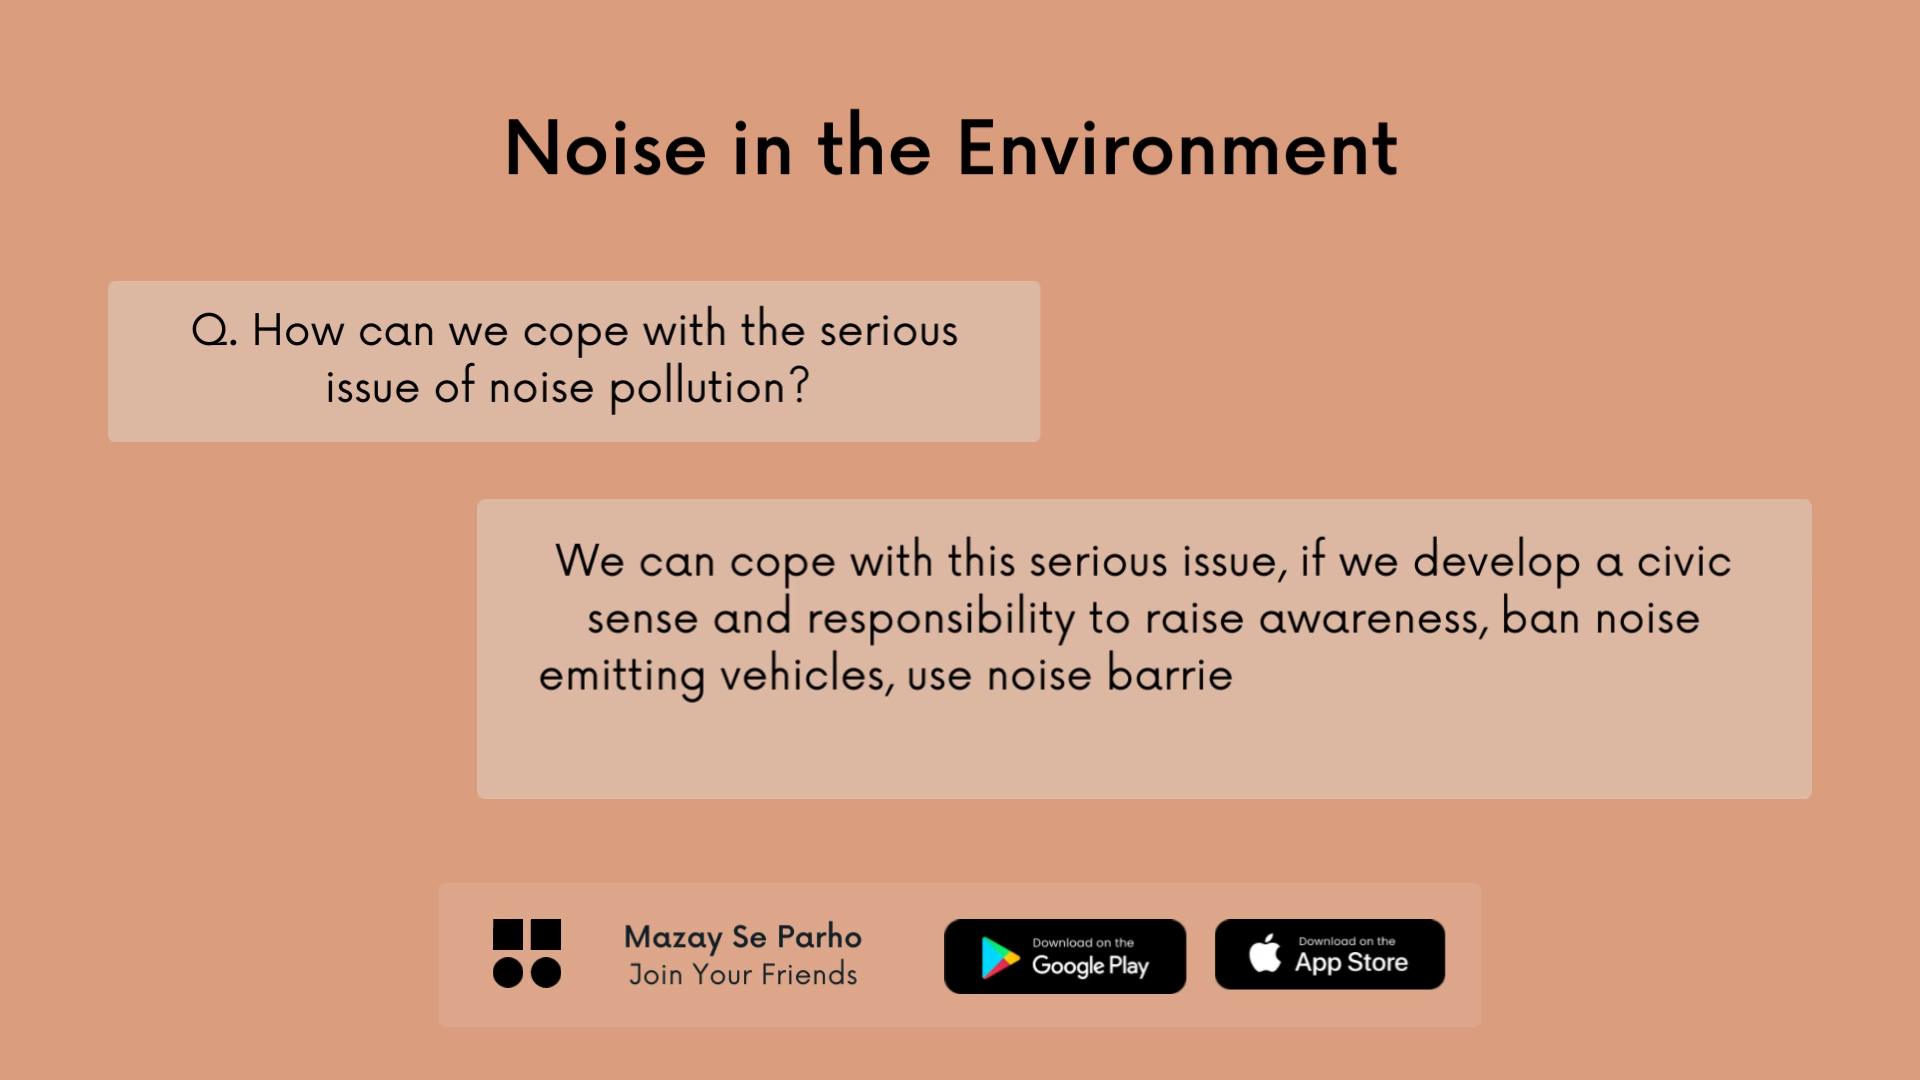 Noise in the Environment
Q. How can we cope with the serious
issue of noise pollution?
We can cope with this serious issue, if we develop a civic
sense and responsibility to raise awareness, ban noise
emitting vehicles, use noise barrie
Mazay Se Parho
Join Your Friends
Download on the
Google Play
Download on the
App Store